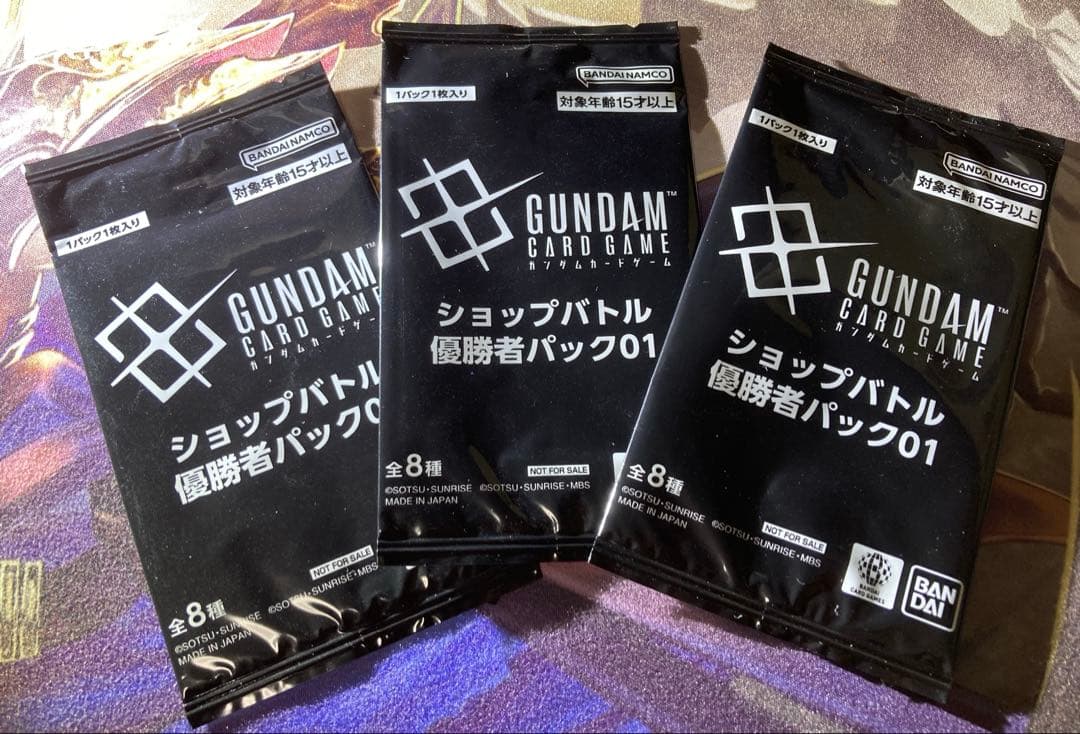 BANDAI NAMCO
対象年齢15才以上
1パック1枚入り
GUNDAM™
CARD GAME
ガンダムカードゲー
ショップバトル
優勝者パック0
NOT FOR SALE
全8種
©SOTSU・SUNRISE ©SOTSU・SUNRISE・MBS
MADE IN JAPAN
BANDAI NAMCO
1パック1枚入り
対象年齢15才以上
GUNDAM™
CARD GAME
ガンダムカードゲーム
ショップバトル
優勝者パック01
全8種
NOT FOR SALE
©SOTSU・SUNRISE ©SOTSU・SUNRISE・MBS
MADE IN JAPAN
1パック1枚入り
BANDAI NAMCO
対象年齢15才以上
GUNDAM™
CARD GAME
ガンダムカードゲーム
ショップバトル
優勝者パック01
全8種
NOT FOR SALE
©SOTSU・SUNRISE ©SOTSU・SUNRISE・MBS
MADE IN JAPAN
BANDAI
CARD GAMES
BAN
DAI